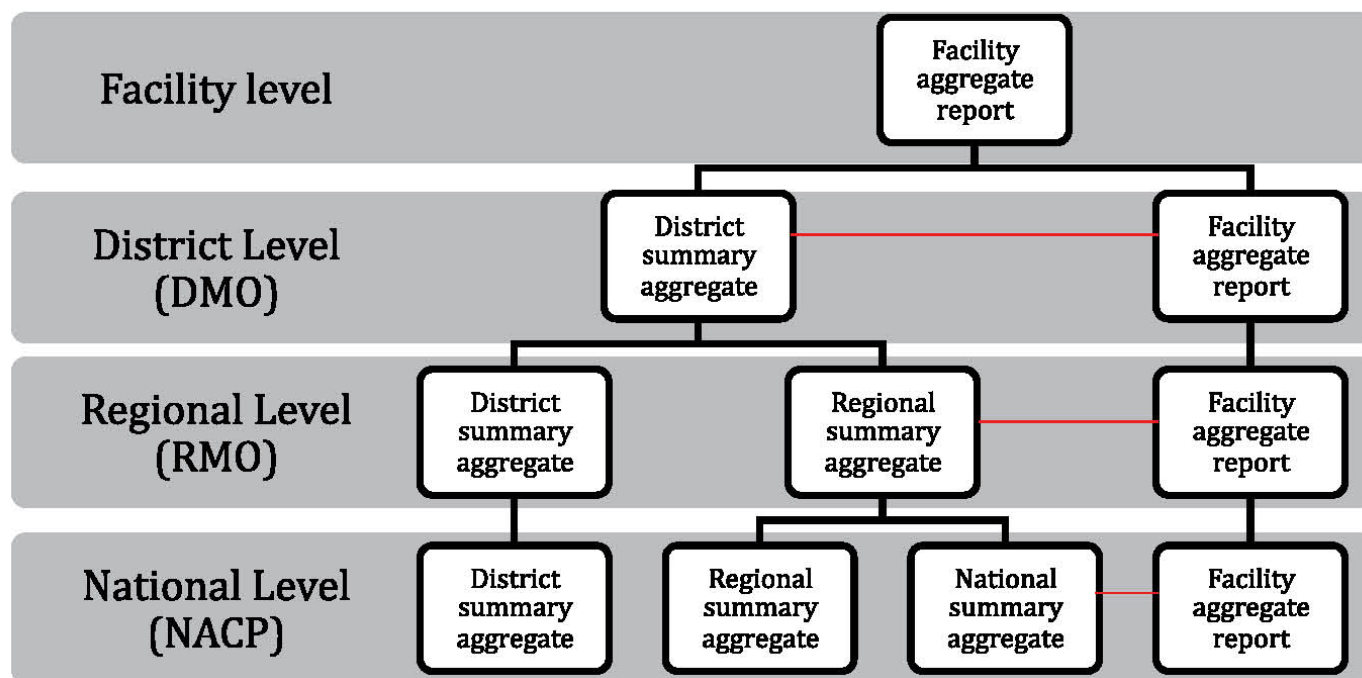 Facility level
Facility
aggregate
report
District Level
(DMO)
District
summary
aggregate
Facility
aggregate
report
Regional Level
(RMO)
District
summary
aggregate
Regional
summary
aggregate
Facility
aggregate
report
National Level
(NACP)
District
summary
aggregate
Regional
summary
aggregate
National
summary
aggregate
Facility
aggregate
report